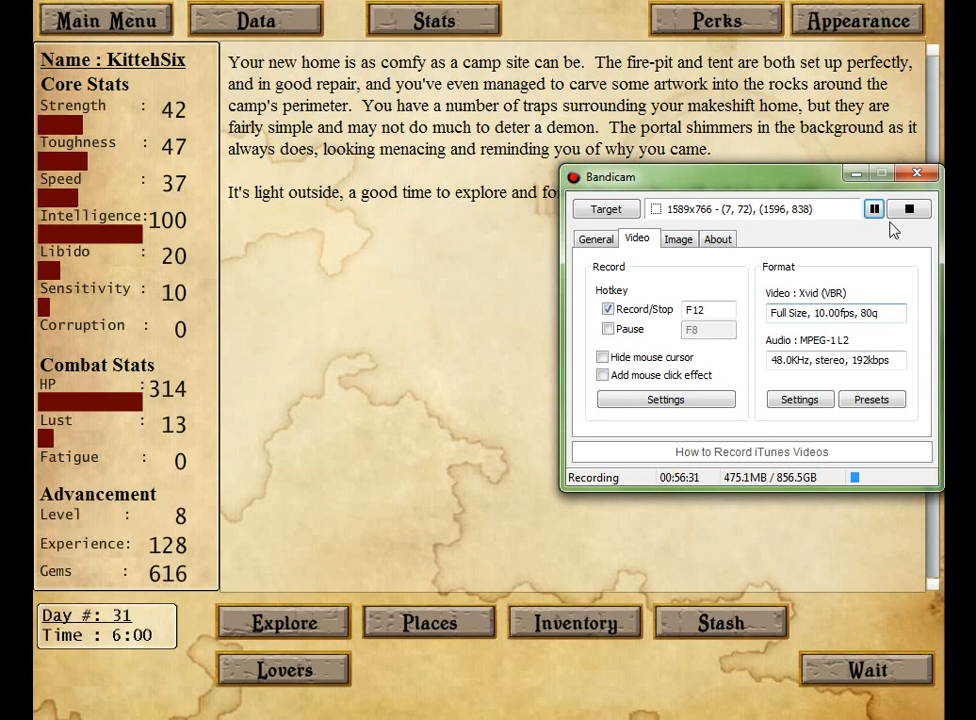 Main Menu
Data
Stats
Perks
Appearance
Name : KittehSix
Core Stats
Strength : 42
Toughness : 47
Speed : 37
Intelligence: 100
Libido : 20
Sensitivity : 10
Corruption : 0
Combat Stats
HP : 314
Lust : 13
Fatigue : 0
Advancement
Level : 8
Experience: 128
Gems : 616
Day #: 31
Time : 6:00
Your new home is as comfy as a camp site can be. The fire-pit and tent are both set up perfectly,
and in good repair, and you've even managed to carve some artwork into the rocks around the
camp's perimeter. You have a number of traps surrounding your makeshift home, but they are
fairly simple and may not do much to deter a demon. The portal shimmers in the background as it
always does, looking menacing and reminding you of why you came.
It's light outside, a good time to explore and fo
Bandicam
Target
1589x766 - (7, 72), (1596, 838)
General
Video
Image
About
Record
Hotkey
Record/Stop
F12
Pause
F8
Hide mouse cursor
Add mouse click effect
Settings
Format
Video : Xvid (VBR)
Full Size, 10.00fps, 80q
Audio : MPEG-1 L2
48.0KHz, stereo, 192kbps
Settings
Presets
How to Record iTunes Videos
Recording
00:56:31
475.1MB / 856.5GB
Explore
Places
Inventory
Stash
Lovers
Wait